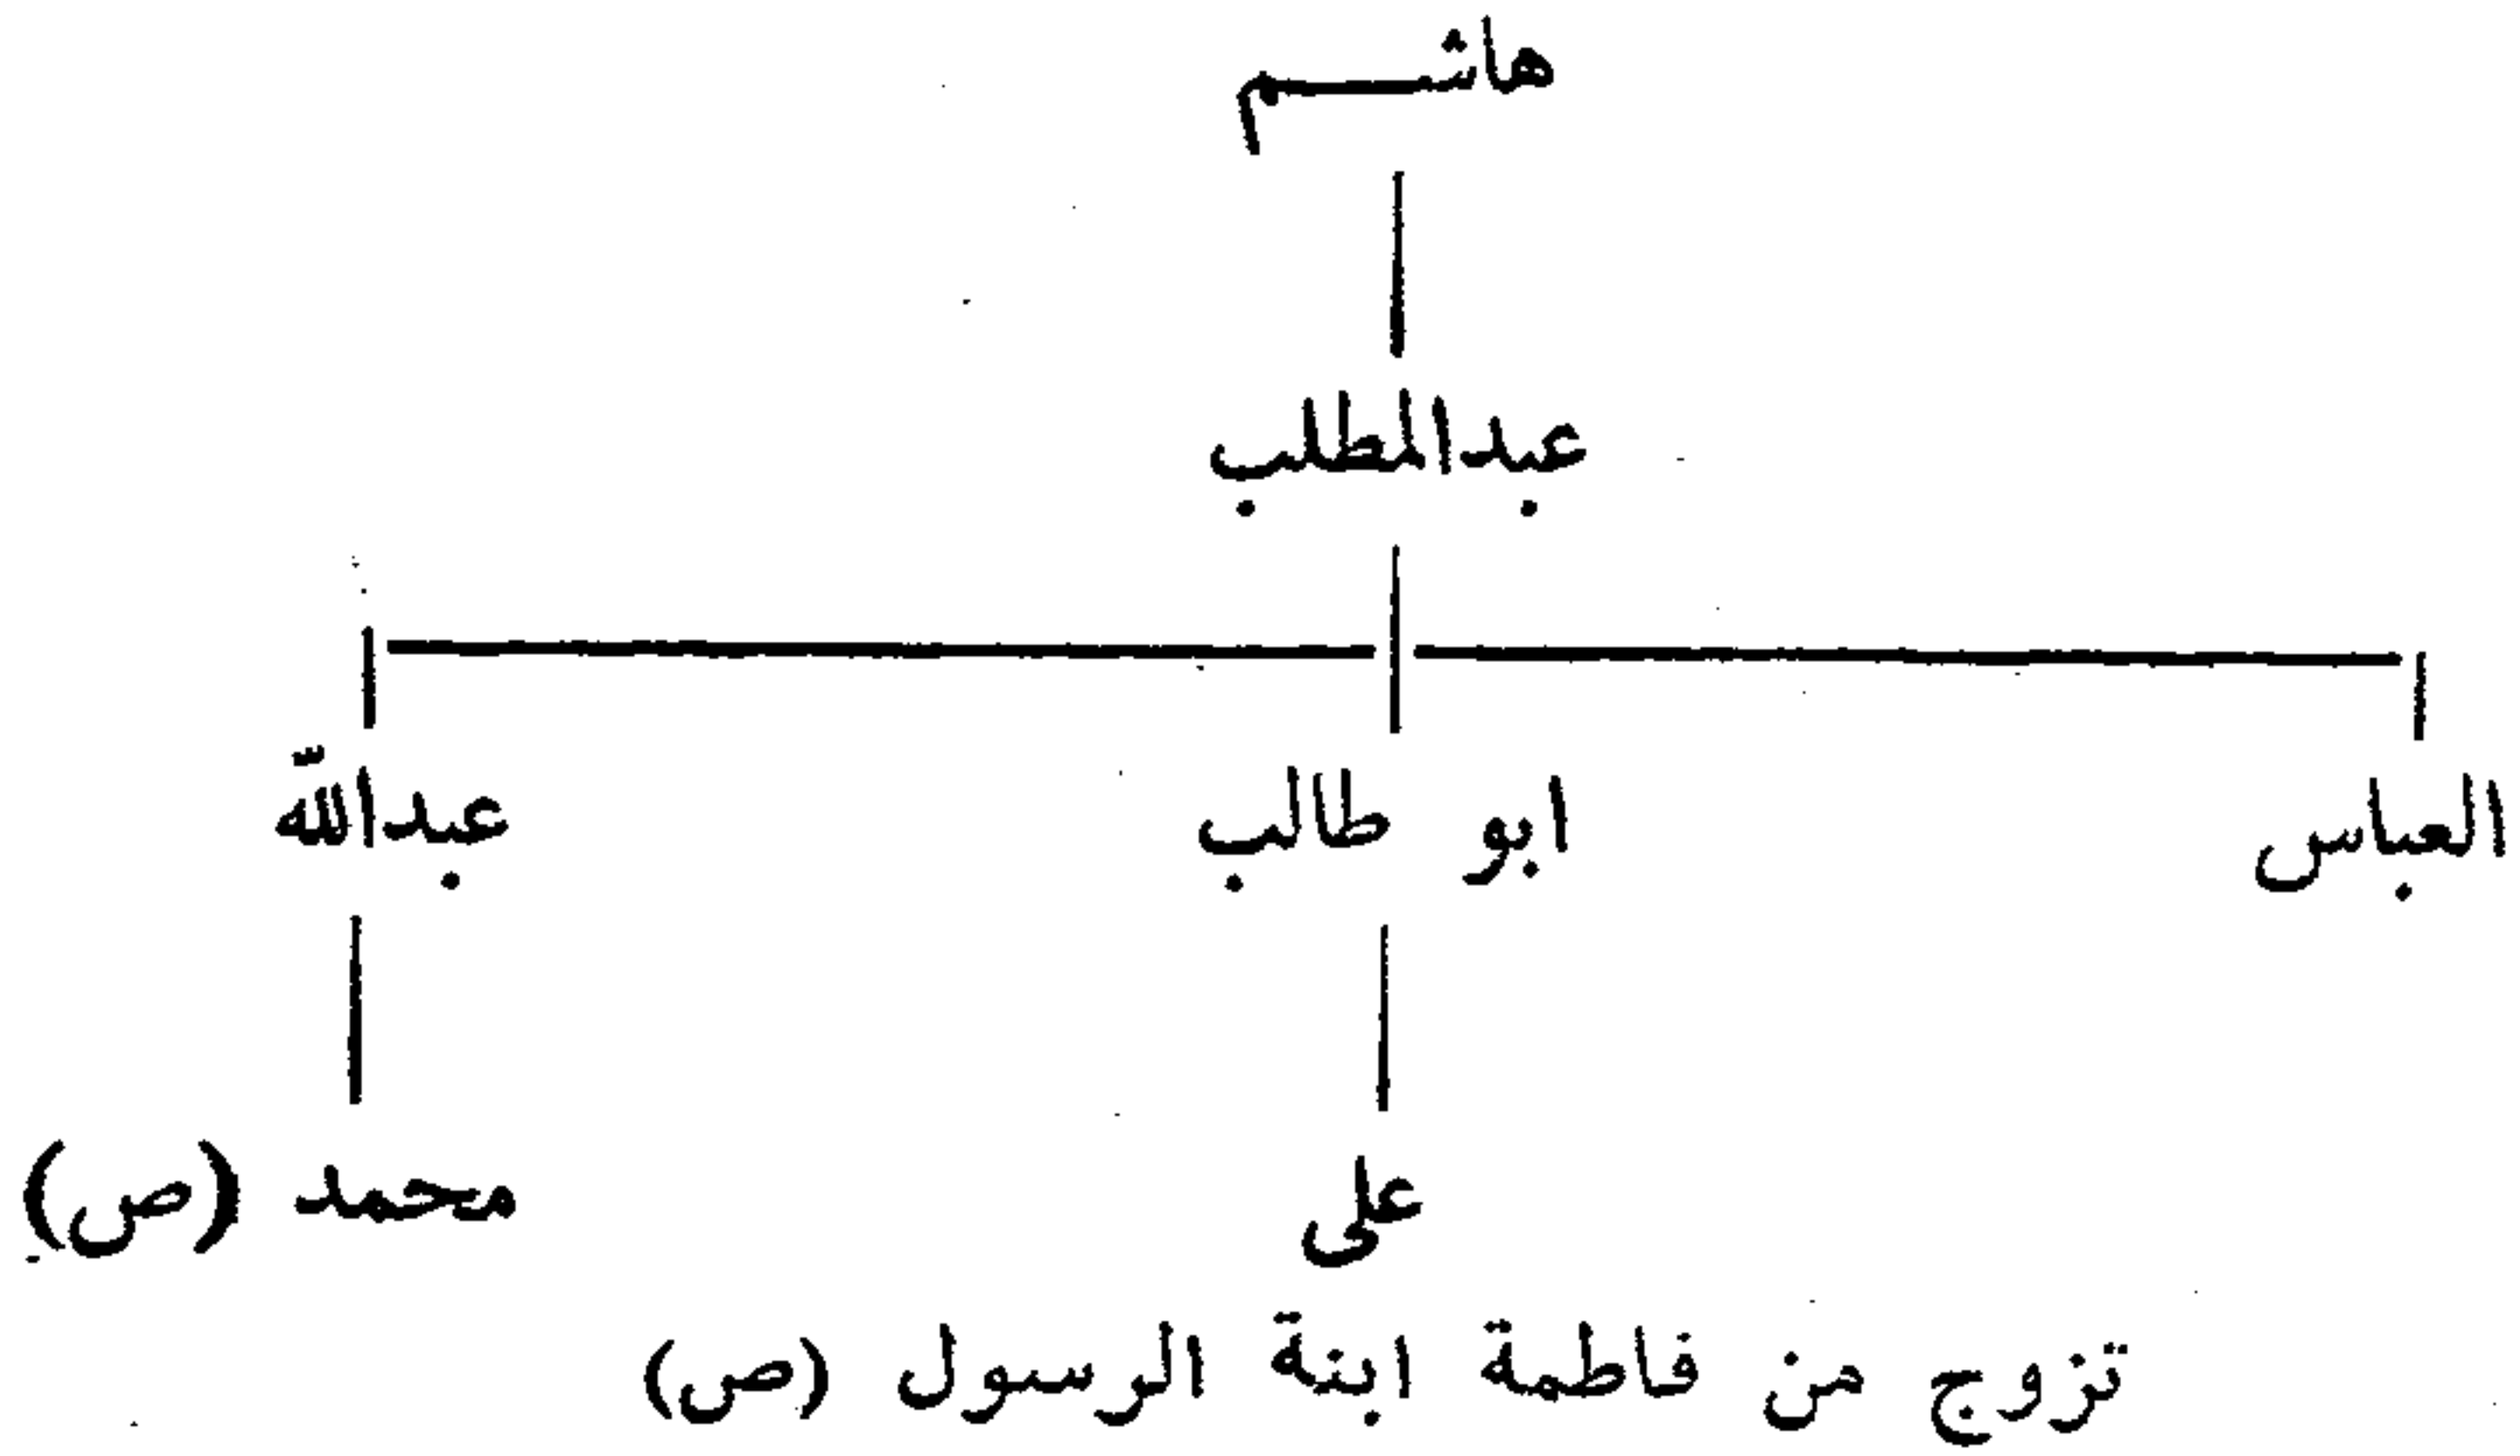 هاشم
عبدالمطلب
العباس ابو طالب عبدالله
على محمد (ص)
تزوج من فاطمة ابنة الرسول (ص)